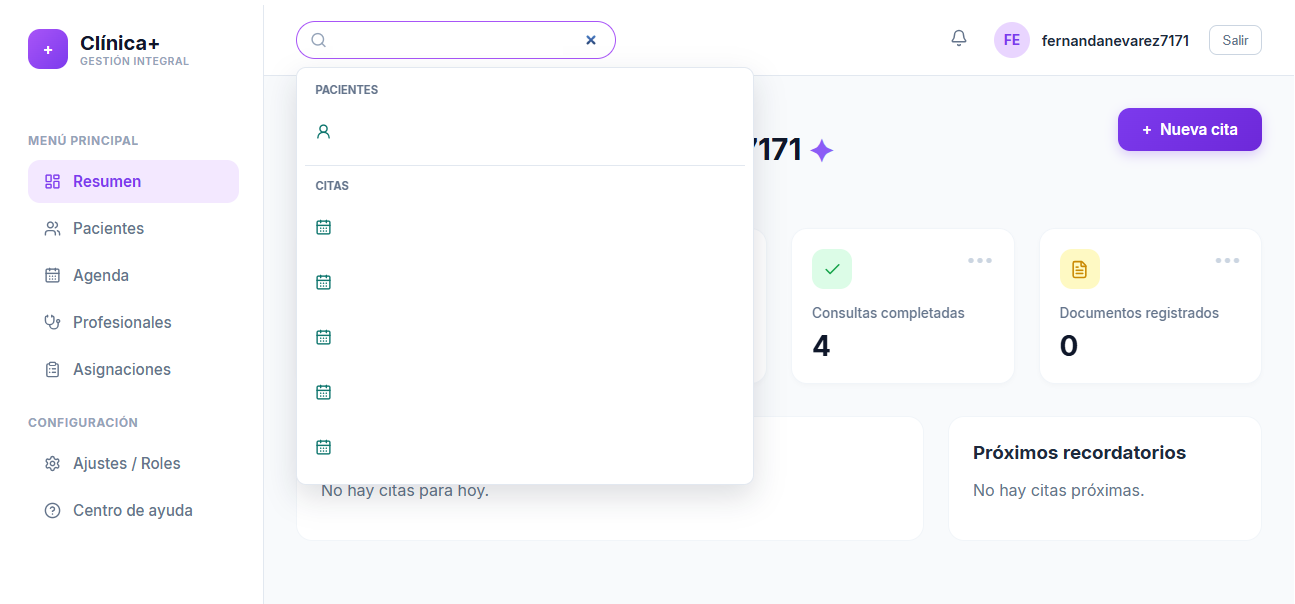 Clínica+
GESTIÓN INTEGRAL
MENÚ PRINCIPAL
Resumen
Pacientes
Agenda
Profesionales
Asignaciones
CONFIGURACIÓN
Ajustes / Roles
Centro de ayuda
FE
fernandanevarez7171
Salir
PACIENTES
CITAS
7171
+ Nueva cita
Consultas completadas
4
Documentos registrados
0
No hay citas para hoy.
Próximos recordatorios
No hay citas próximas.